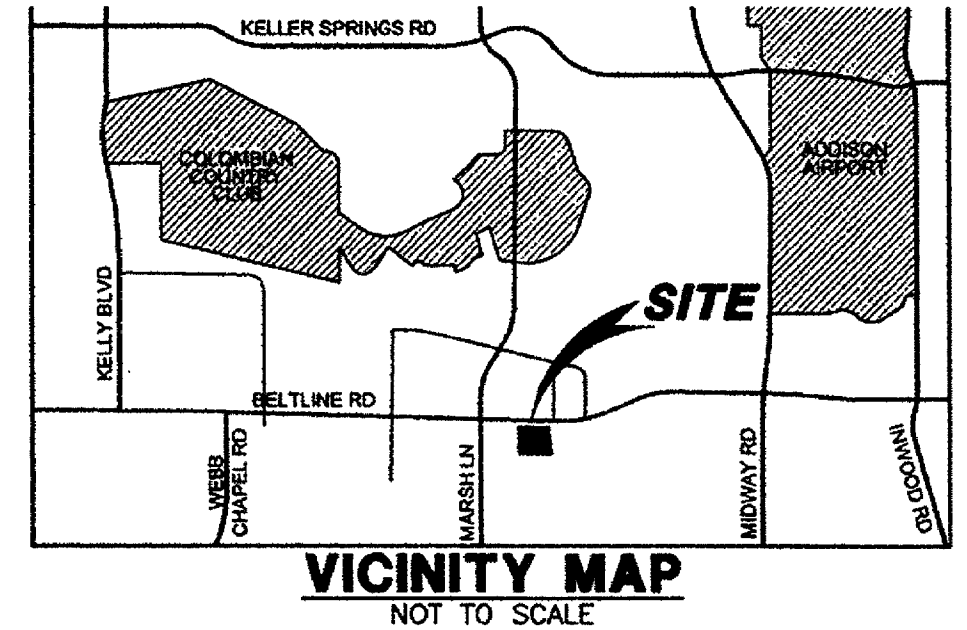 KELLER SPRINGS RD
COLOMBIAN
COUNTRY
CLUB
ADDISON
AIRPORT
KELLY BLVD
SITE
BELTLINE RD
WEBB
CHAPEL RD
MARSH LN
MIDWAY RD
INWOOD RD
VICINITY MAP
NOT TO SCALE